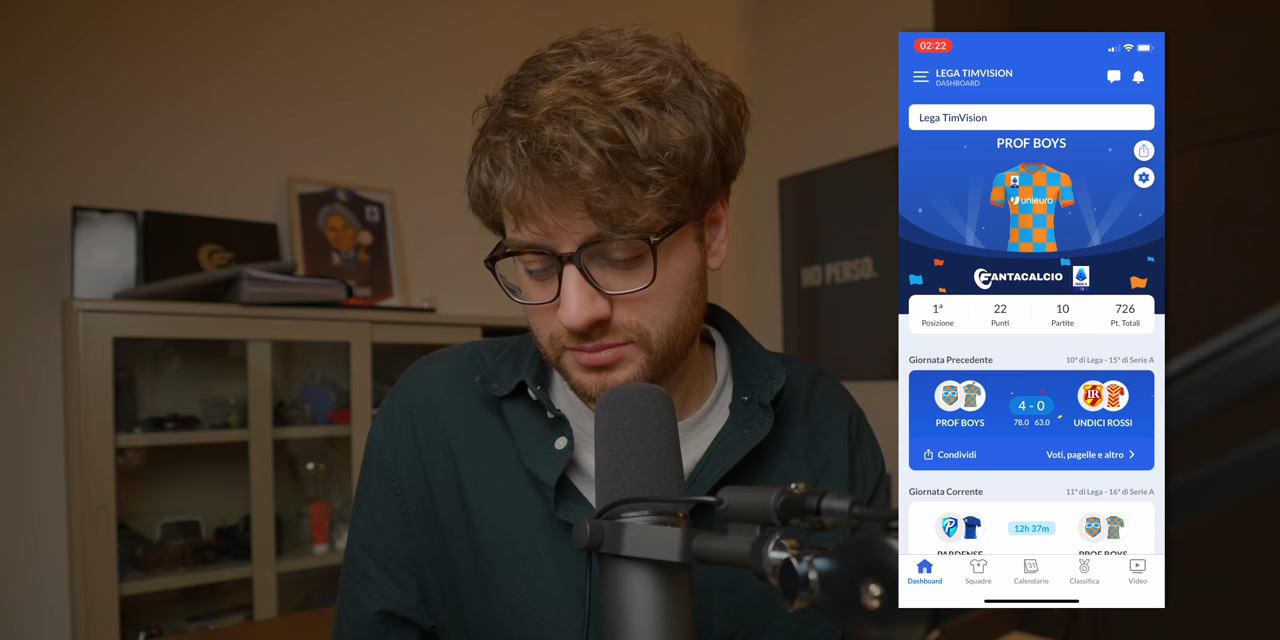 NO PERSO.
02:22
LEGA TIMVISION
DASHBOARD
Lega TimVision
PROF BOYS
unieuro
FANTACALCIO
1ª 22 10 726
Posizione Punti Partite Pt. Totali
Giornata Precedente 10ª di Lega - 15ª di Serie A
4 - 0
78.0 63.0
PROF BOYS UNDICI ROSSI
Condividi Voti, pagelle e altro
Giornata Corrente 11ª di Lega - 16ª di Serie A
12h 37m
PARDENSE PROF BOYS
31
Dashboard Squadre Calendario Classifica Video